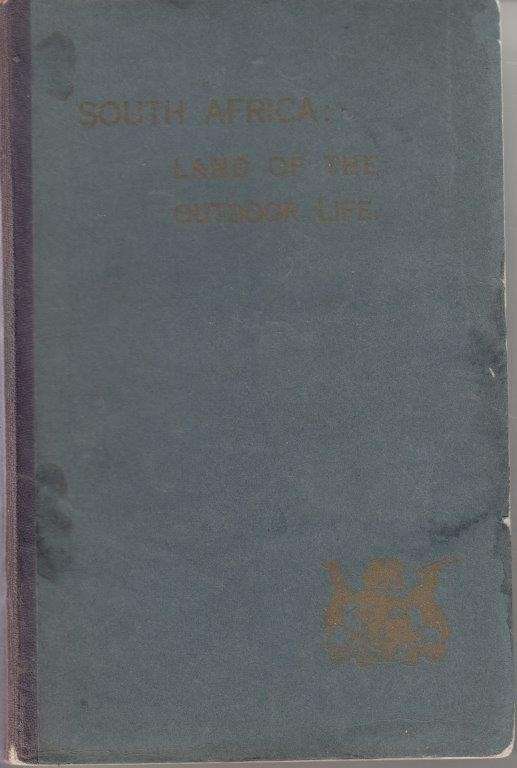 SOUTH AFRICA:
LAND OF THE
OUTDOOR LIFE.